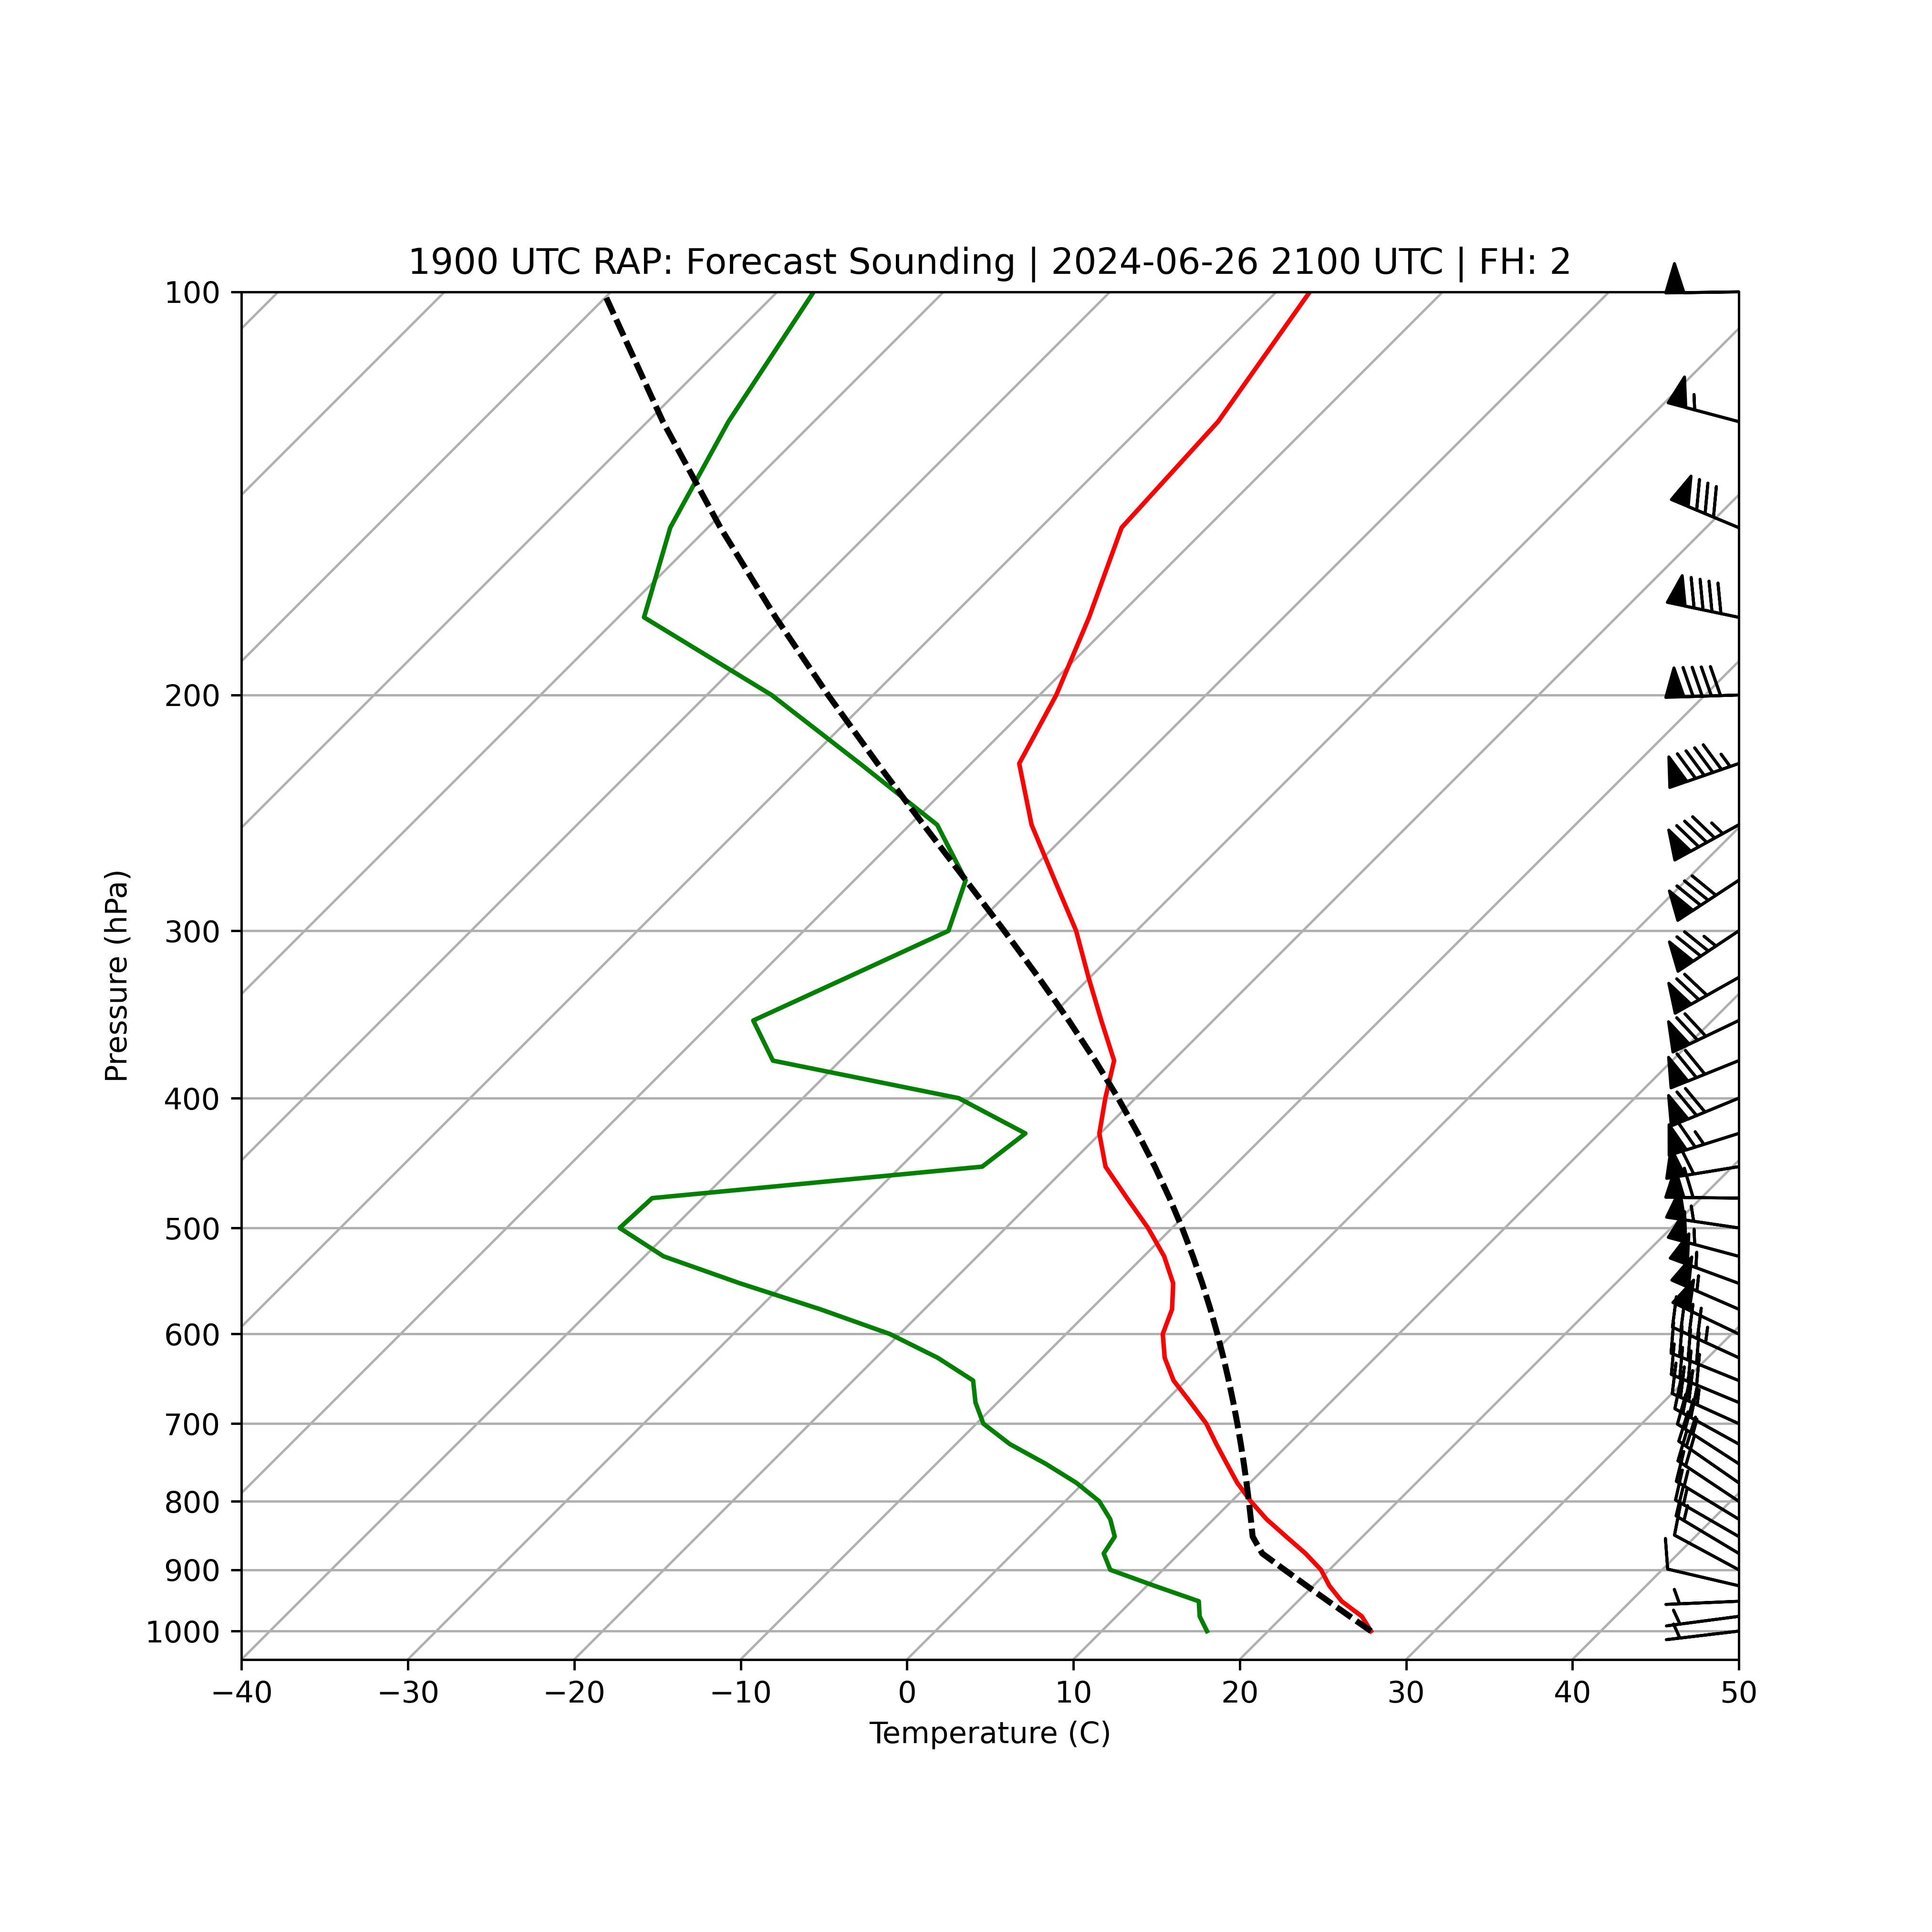 1900 UTC RAP: Forecast Sounding | 2024-06-26 2100 UTC | FH: 2
100
200
300
400
500
600
700
800
900
1000
Pressure (hPa)
−40 −30 −20 −10 0 10 20 30 40 50
Temperature (C)